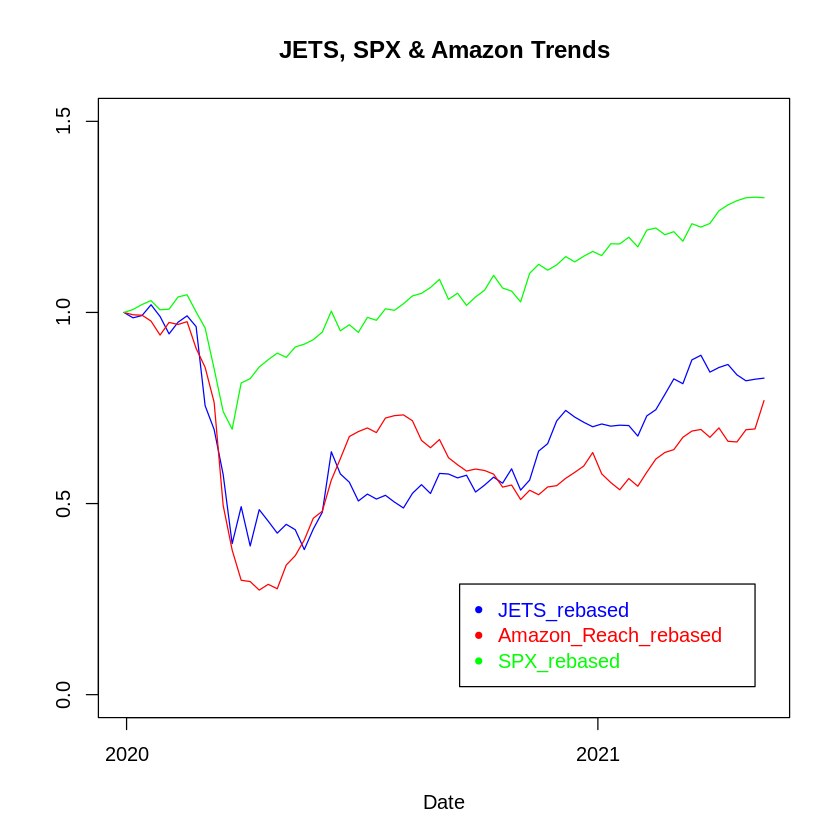 JETS, SPX & Amazon Trends
1.5
1.0
0.5
0.0
JETS_rebased
Amazon_Reach_rebased
SPX_rebased
2020
2021
Date